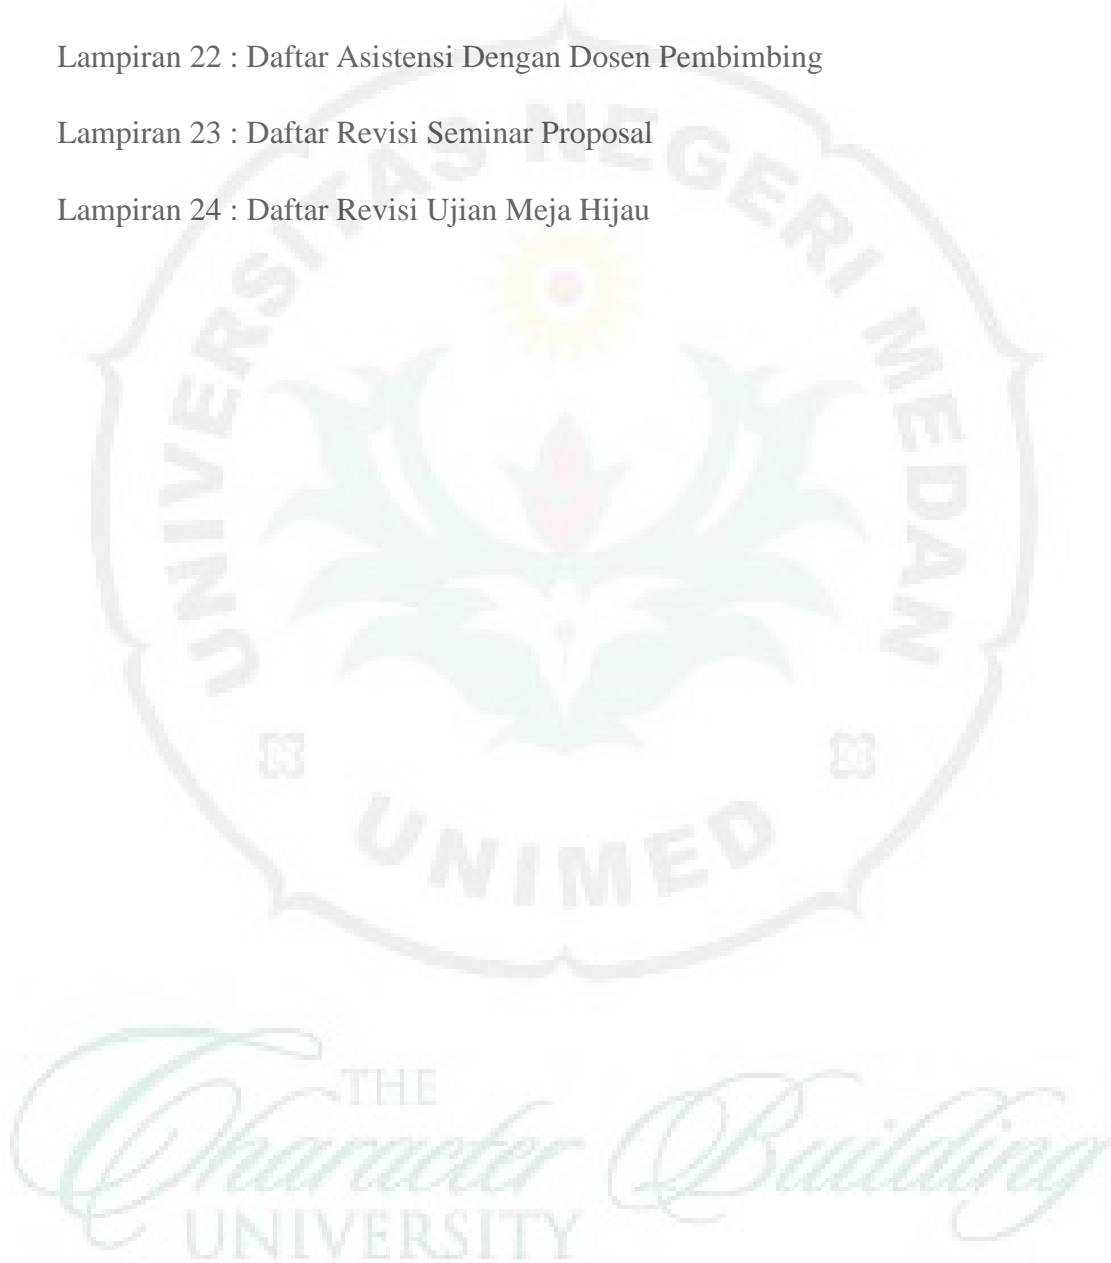 Lampiran 22 : Daftar Asistensi Dengan Dosen Pembimbing
Lampiran 23 : Daftar Revisi Seminar Proposal
Lampiran 24 : Daftar Revisi Ujian Meja Hijau
UNIVERSITAS NEGERI MEDAN
UNIMED
THE
Character Building
UNIVERSITY